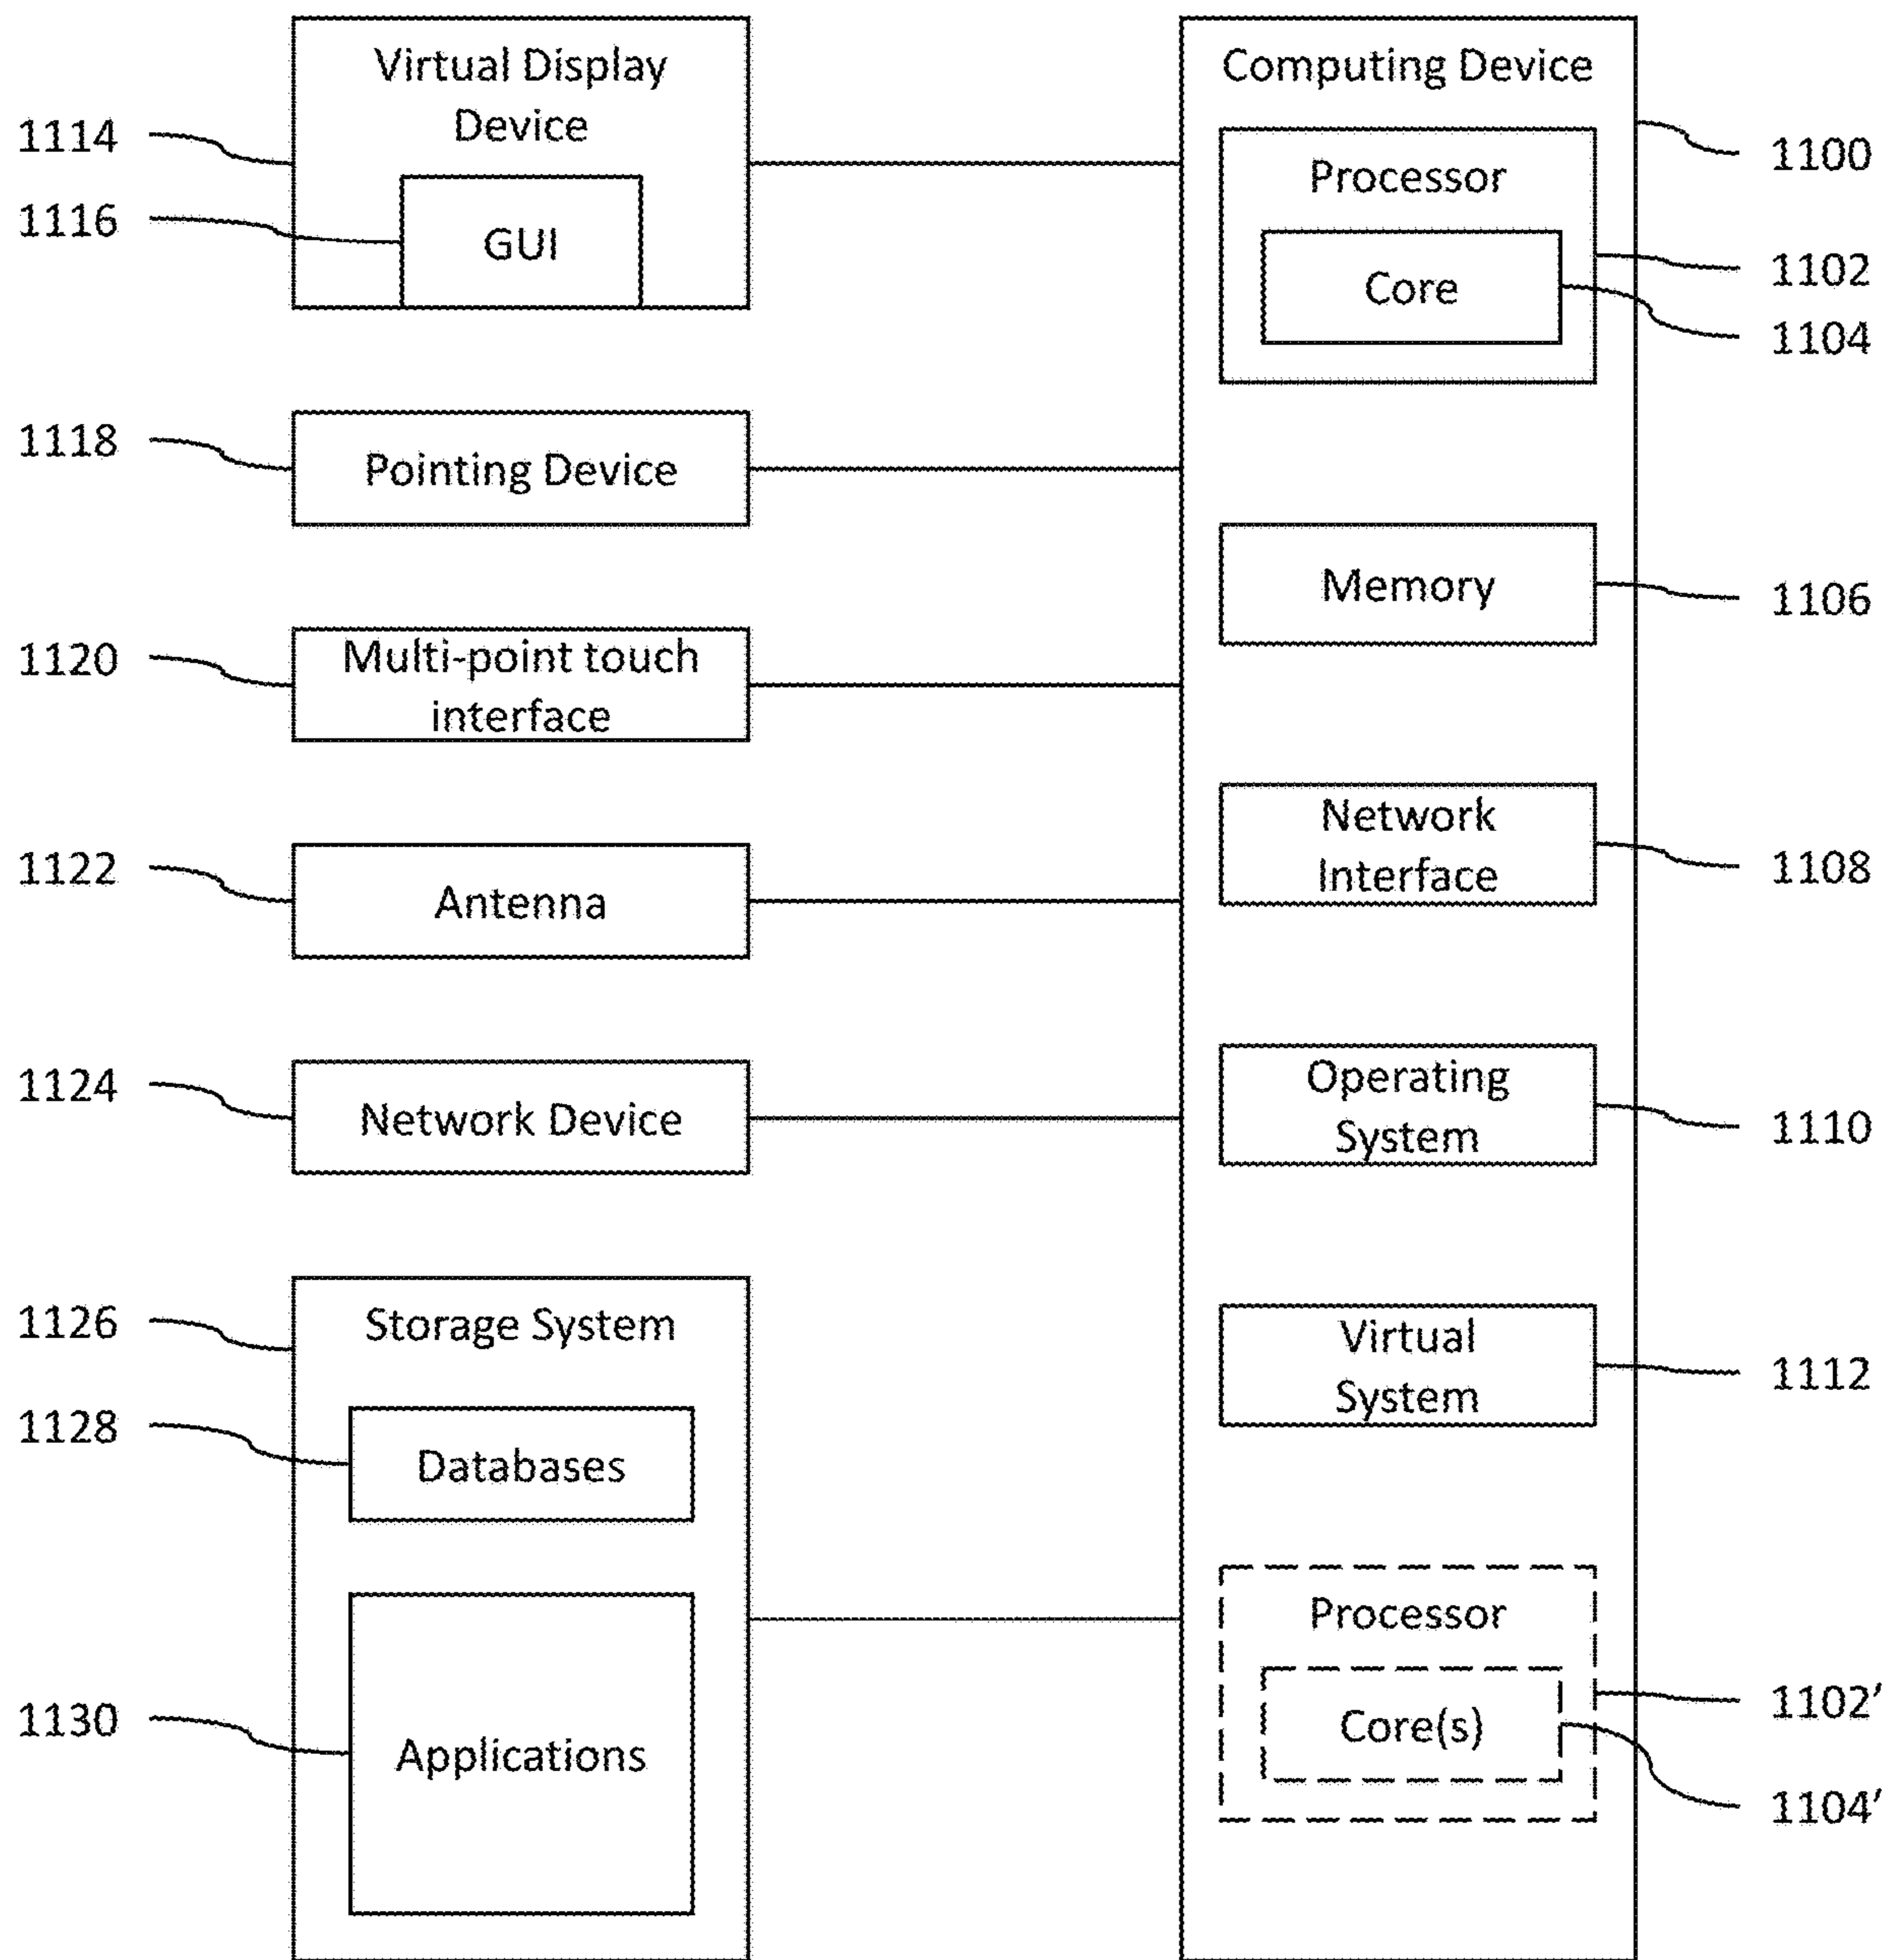 Virtual Display
Device
1114
1116
GUI
1118
Pointing Device
1120
Multi-point touch
interface
1122
Antenna
1124
Network Device
1126
Storage System
1128
Databases
1130
Applications
Computing Device
1100
Processor
1102
Core
1104
Memory
1106
Network
Interface
1108
Operating
System
1110
Virtual
System
1112
Processor
1102′
Core(s)
1104′